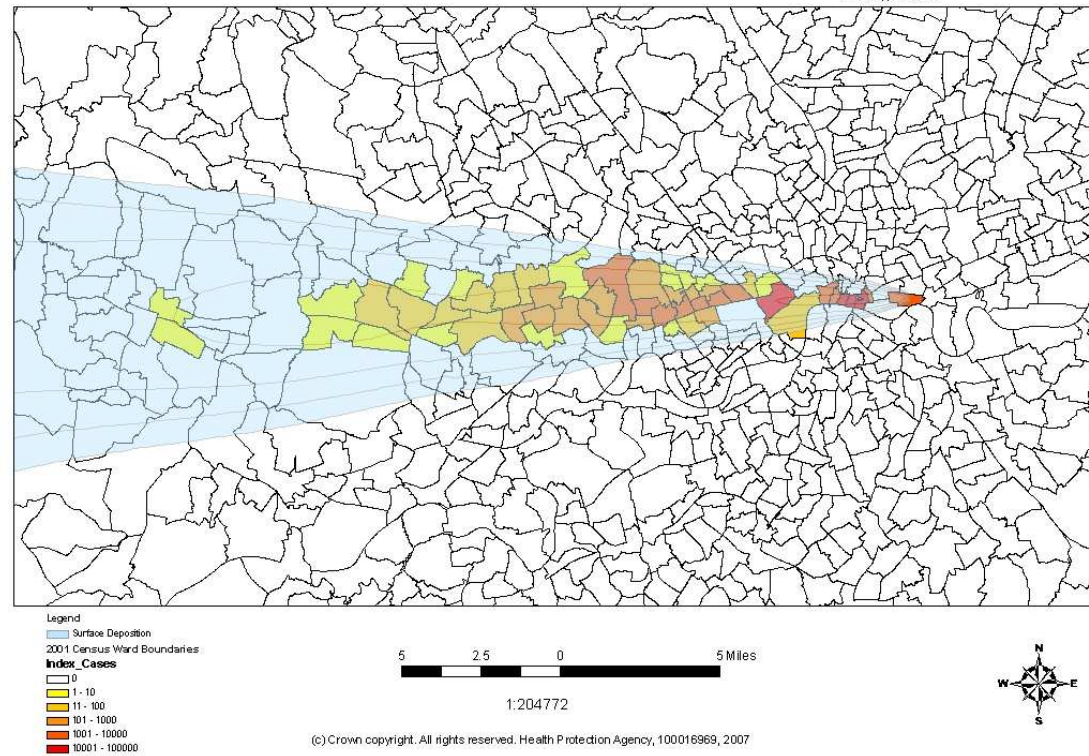 Legend
Surface Deposition
2001 Census Ward Boundaries
Index_Cases
0
1 - 10
11 - 100
101 - 1000
1001 - 10000
10001 - 100000
5 2.5 0 5 Miles
1:204772
(c) Crown copyright. All rights reserved. Health Protection Agency, 100016969, 2007
N
W E
S